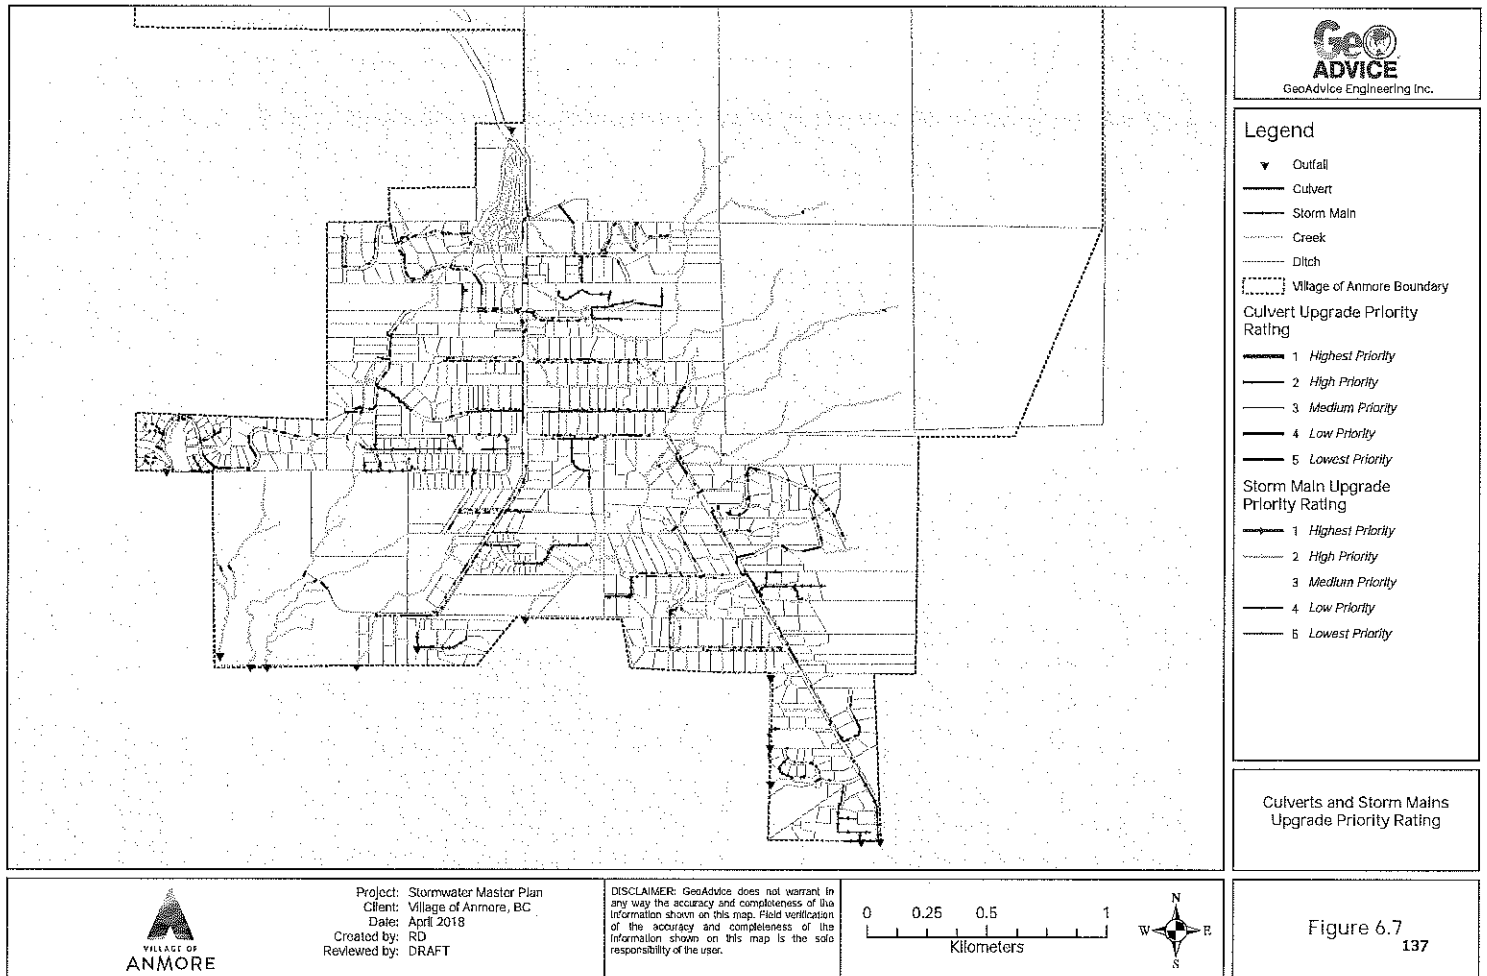 Geo
ADVICE
GeoAdvice Engineering Inc.
Legend
Outfall
Culvert
Storm Main
Creek
Ditch
Village of Anmore Boundary
Culvert Upgrade Priority
Rating
1 Highest Priority
2 High Priority
3 Medium Priority
4 Low Priority
5 Lowest Priority
Storm Main Upgrade
Priority Rating
1 Highest Priority
2 High Priority
3 Medium Priority
4 Low Priority
5 Lowest Priority
Culverts and Storm Mains
Upgrade Priority Rating
VILLAGE OF
ANMORE
Project: Stormwater Master Plan
Client: Village of Anmore, BC
Date: April 2018
Created by: RD
Reviewed by: DRAFT
DISCLAIMER: GeoAdvice does not warrant in
any way the accuracy and completeness of the
information shown on this map. Field verification
of the accuracy and completeness of the
information shown on this map is the sole
responsibility of the user.
0 0.25 0.5 1
Kilometers
N
W E
S
Figure 6.7
137